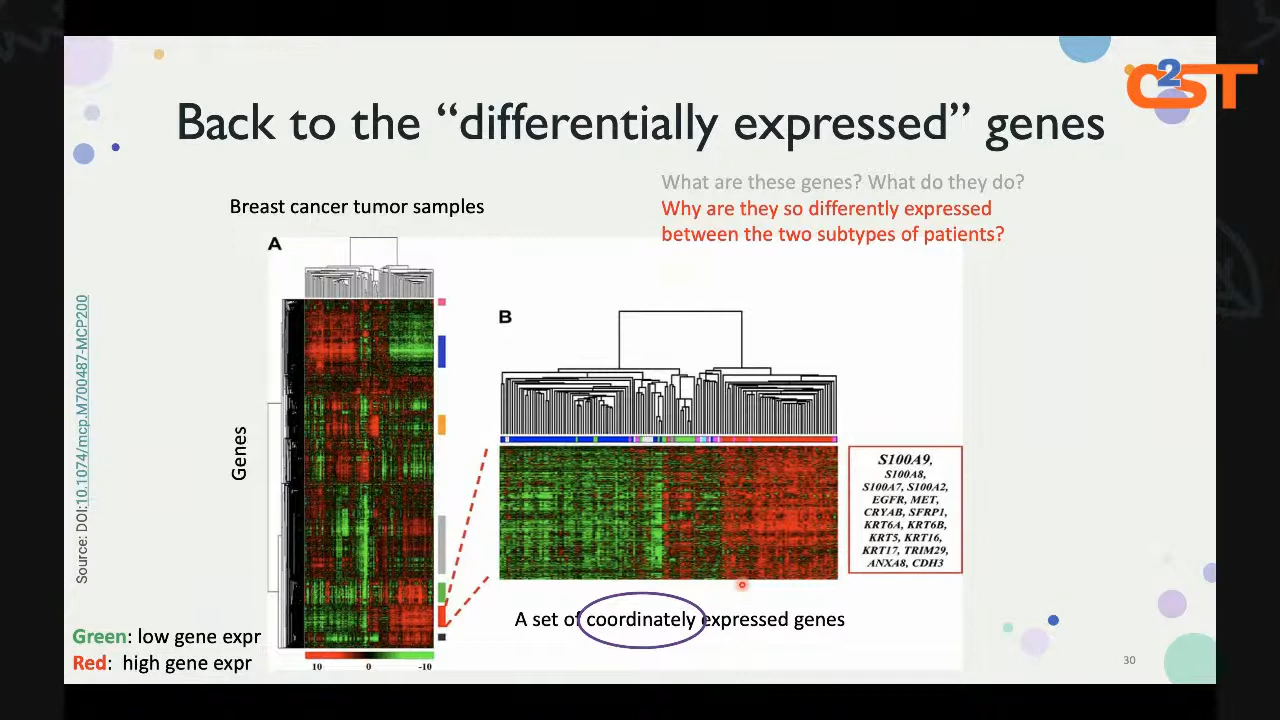 C2ST
Back to the “differentially expressed” genes
What are these genes? What do they do?
Why are they so differently expressed
between the two subtypes of patients?
Breast cancer tumor samples
A
B
Genes
Source: DOI:10.1074/mcp.M700487-MCP200
S100A9,
S100A8,
S100A7, S100A2,
EGFR, MET,
CRYAB, SFRP1,
KRT6A, KRT6B,
KRT5, KRT16,
KRT17, TRIM29,
ANXA8, CDH3
A set of coordinately expressed genes
Green: low gene expr
Red: high gene expr
10 0 -10
30